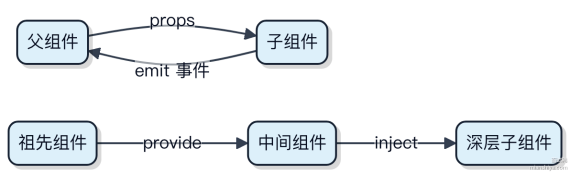 props
父组件
子组件
emit 事件
祖先组件
provide
中间组件
inject
深层子组件